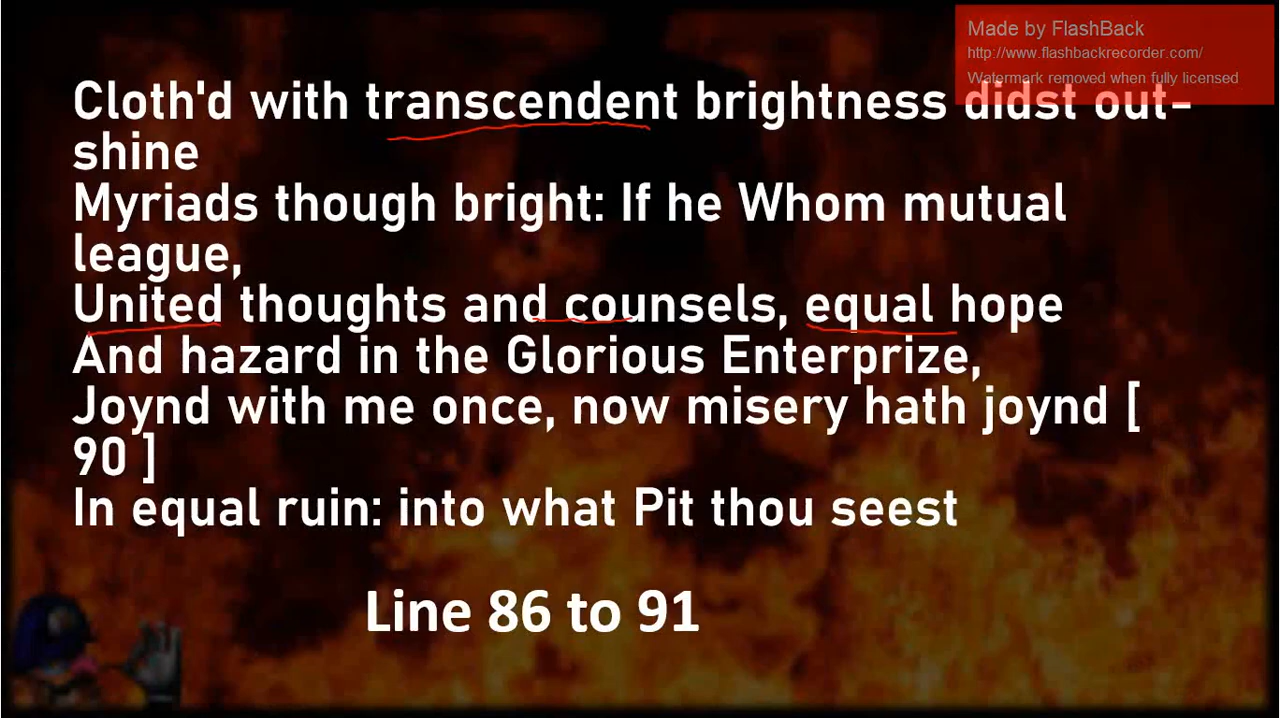 Made by FlashBack
http://www.flashbackrecorder.com/
Watermark removed when fully licensed
Cloth'd with transcendent brightness didst out-
shine
Myriads though bright: If he Whom mutual
league,
United thoughts and counsels, equal hope
And hazard in the Glorious Enterprize,
Joynd with me once, now misery hath joynd [
90 ]
In equal ruin: into what Pit thou seest
Line 86 to 91